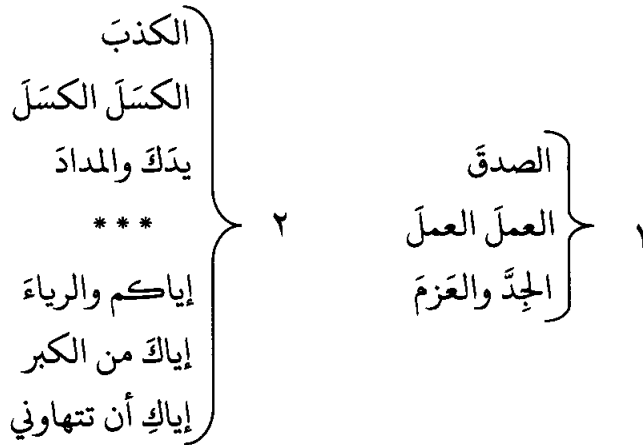 ١
الصدقَ
العملَ العملَ
الجِدَّ والعَزمَ
٢
الكذبَ
الكسَلَ الكسَلَ
يدَكَ والمدادَ
***
إياكم والرياءَ
إياكَ من الكبر
إياكِ أن تتهاوني